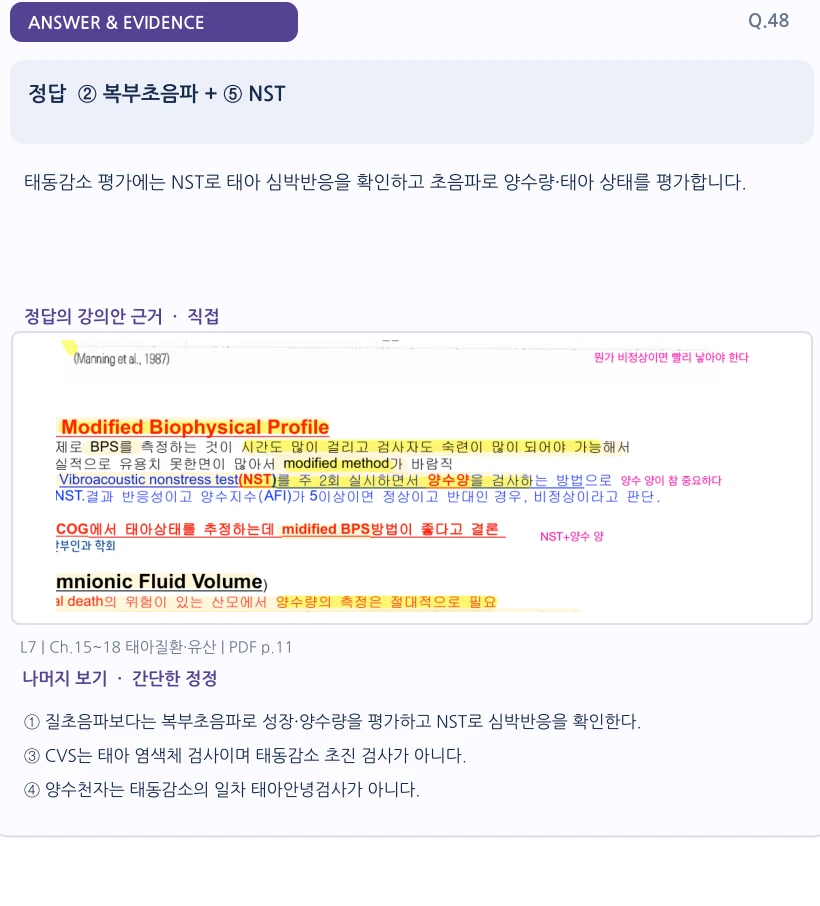 ANSWER & EVIDENCE
Q.48
정답 ② 복부초음파 + ⑤ NST
태동감소 평가에는 NST로 태아 심박반응을 확인하고 초음파로 양수량·태아 상태를 평가합니다.
정답의 강의안 근거 · 직접
(Manning et al., 1987)
뭔가 비정상이면 빨리 낳아야 한다
Modified Biophysical Profile
제로 BPS를 측정하는 것이 시간도 많이 걸리고 검사자도 숙련이 많이 되어야 가능해서
실적으로 유용치 못한면이 많아서 modified method가 바람직
Vibroacoustic nonstress test(NST)를 주 2회 실시하면서 양수양을 검사하는 방법으로 양수 양이 참 중요하다
NST.결과 반응성이고 양수지수(AFI)가 5이상이면 정상이고 반대인 경우, 비정상이라고 판단.
COG에서 태아상태를 추정하는데 midified BPS방법이 좋다고 결론
NST+양수 양
부인과 학회
mnionic Fluid Volume)
al death의 위험이 있는 산모에서 양수량의 측정은 절대적으로 필요
L7 | Ch.15~18 태아질환·유산 | PDF p.11
나머지 보기 · 간단한 정정
① 질초음파보다는 복부초음파로 성장·양수량을 평가하고 NST로 심박반응을 확인한다.
③ CVS는 태아 염색체 검사이며 태동감소 초진 검사가 아니다.
④ 양수천자는 태동감소의 일차 태아안녕검사가 아니다.